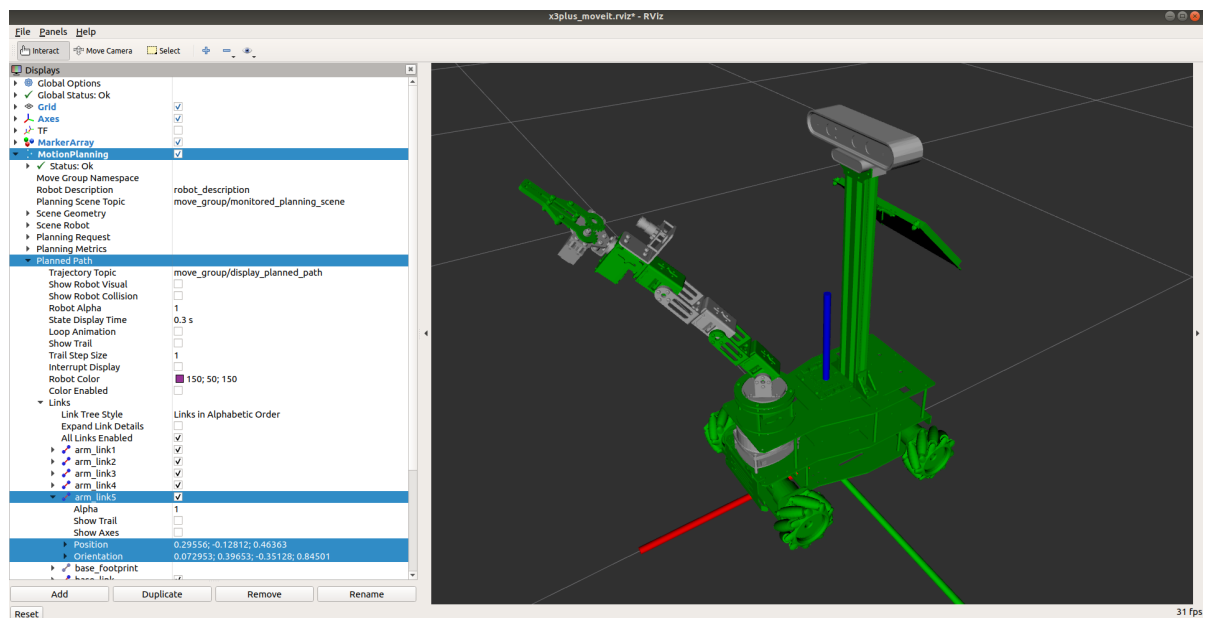 x3plus_moveit.rviz* - RViz
File Panels Help
Interact Move Camera Select
Displays
Global Options
Global Status: Ok
Grid
Axes
TF
MarkerArray
MotionPlanning
Status: Ok
Move Group Namespace
Robot Description robot_description
Planning Scene Topic move_group/monitored_planning_scene
Scene Geometry
Scene Robot
Planning Request
Planning Metrics
Planned Path
Trajectory Topic move_group/display_planned_path
Show Robot Visual
Show Robot Collision
Robot Alpha 1
State Display Time 0.3 s
Loop Animation
Show Trail
Trail Step Size 1
Interrupt Display
Robot Color 150; 50; 150
Color Enabled
Links
Link Tree Style Links in Alphabetic Order
Expand Link Details
All Links Enabled
arm_link1
arm_link2
arm_link3
arm_link4
arm_link5
Alpha 1
Show Trail
Show Axes
Position 0.29556; -0.12812; 0.46363
Orientation 0.072953; 0.39653; -0.35128; 0.84501
base_footprint
base_link
Add Duplicate Remove Rename
Reset 31 fps